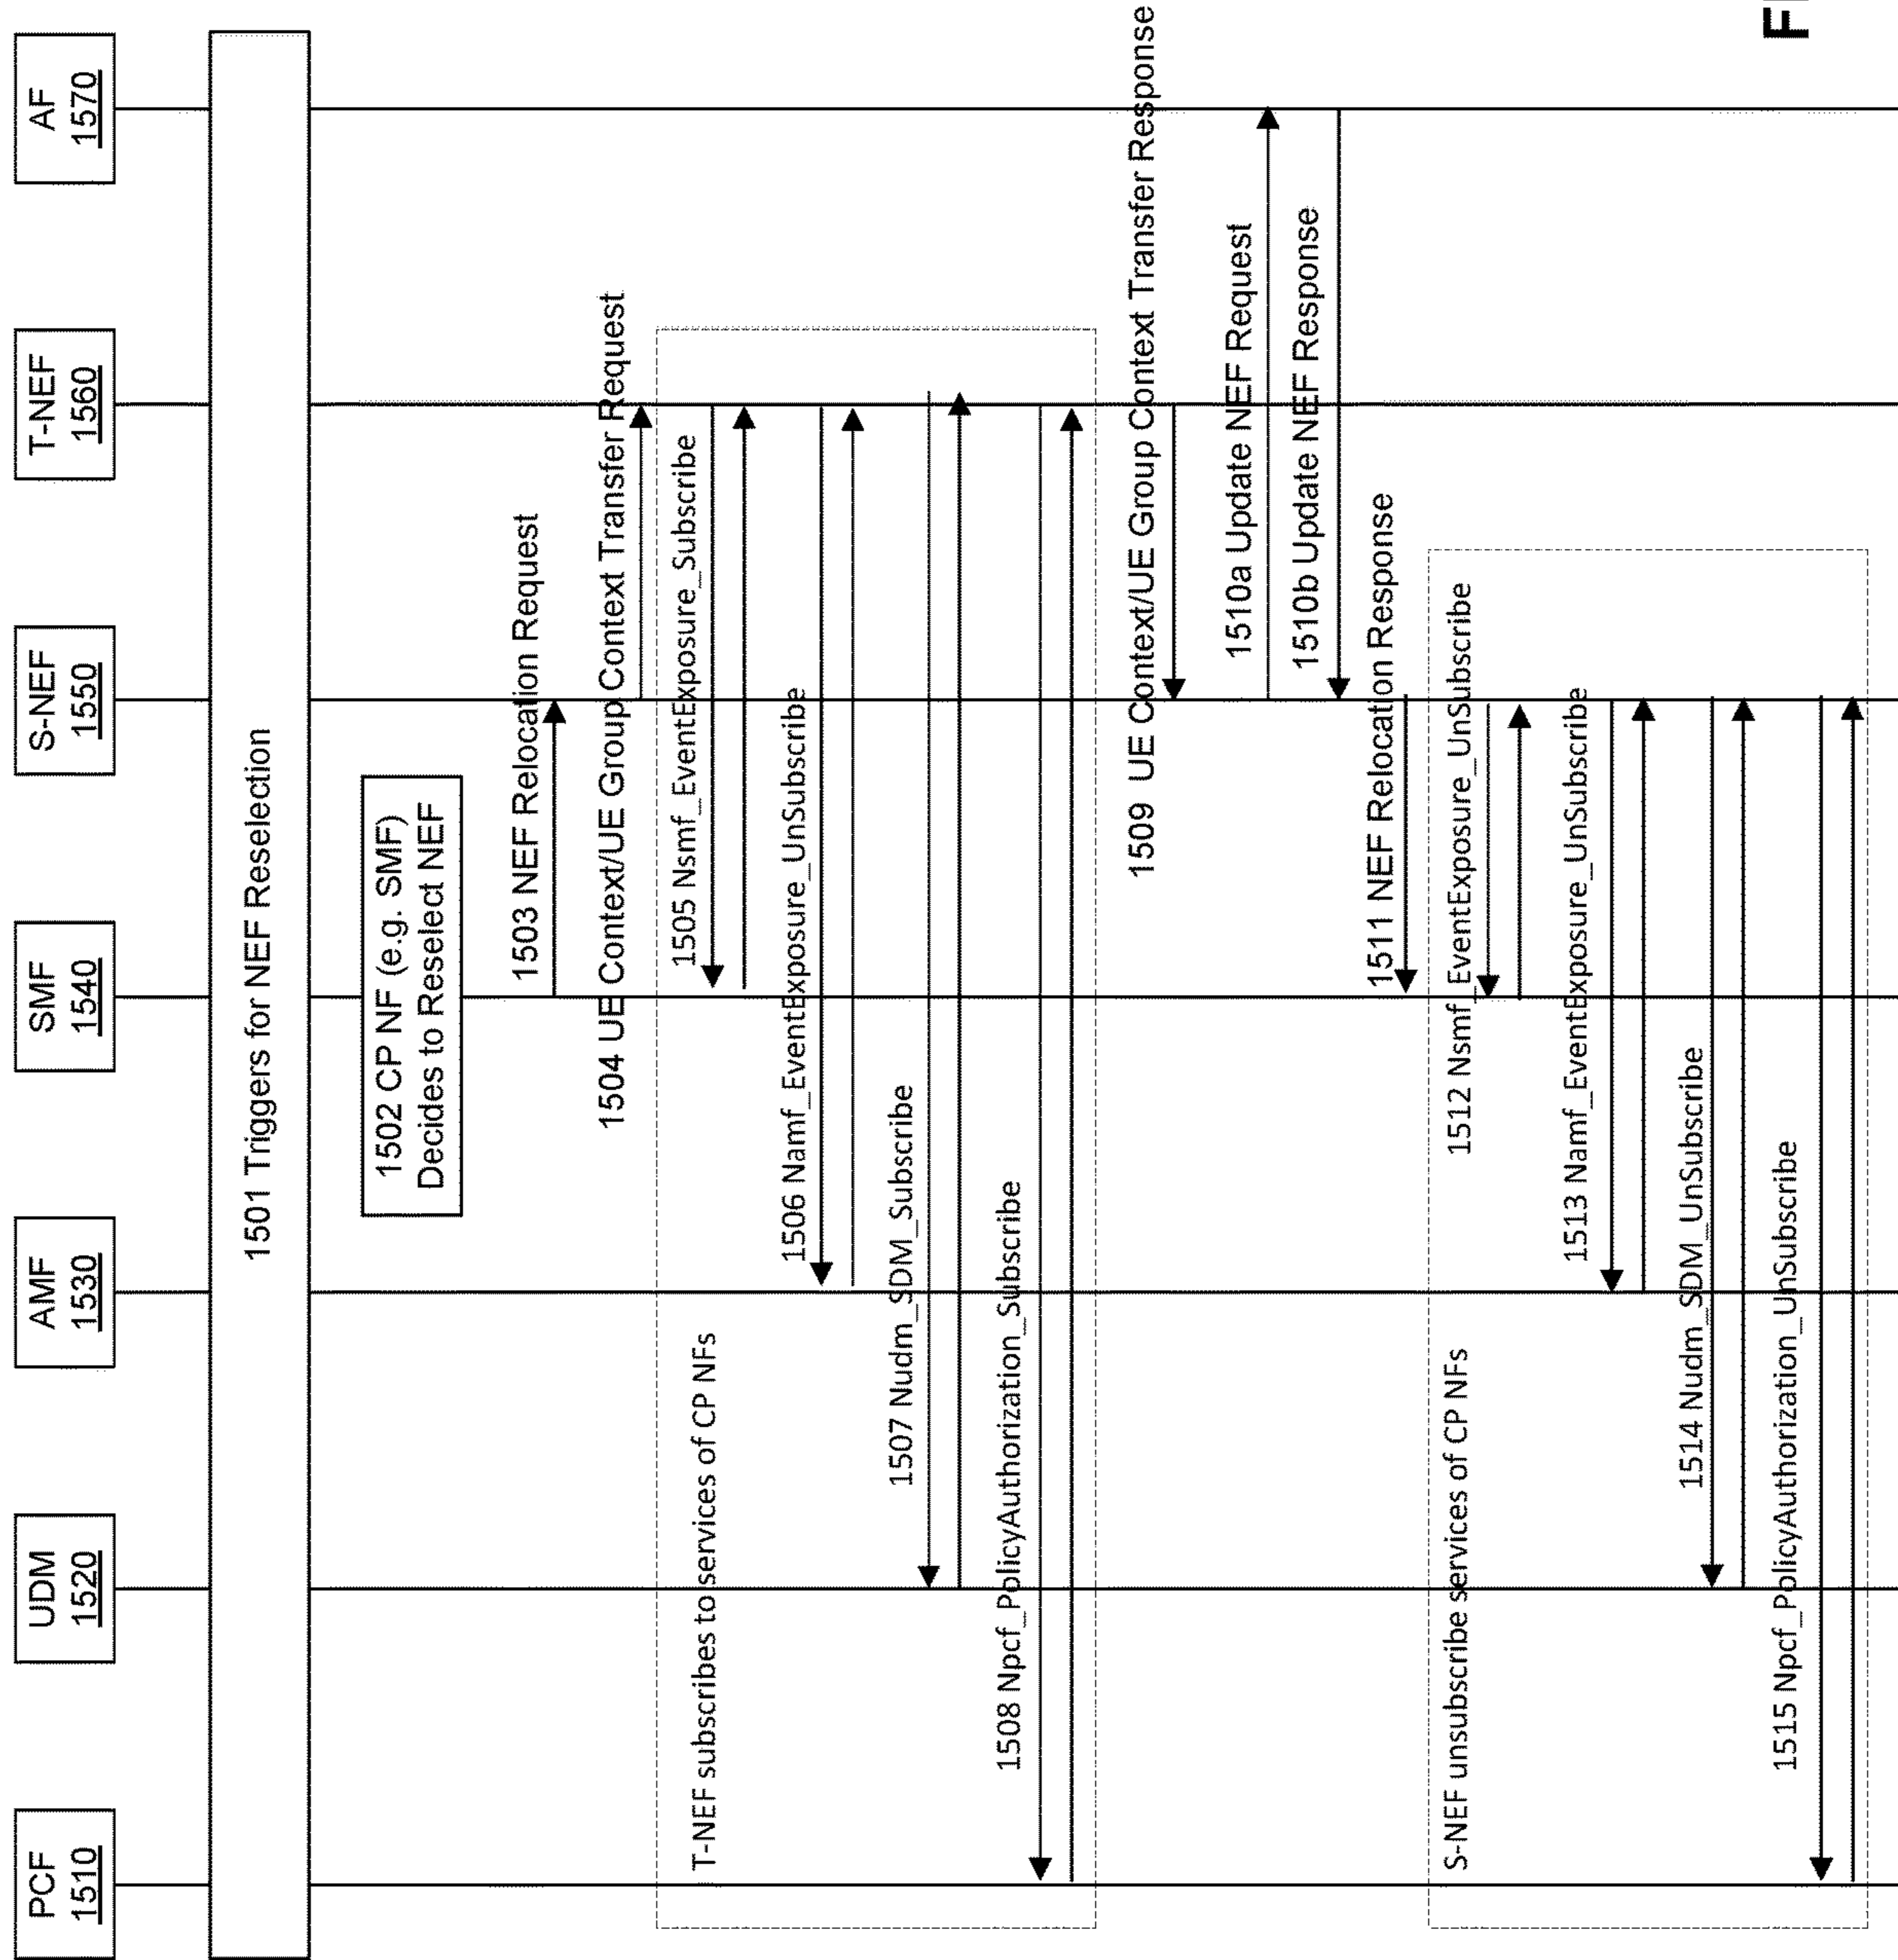 PCF
1510
UDM
1520
AMF
1530
SMF
1540
S-NEF
1550
T-NEF
1560
AF
1570
1501 Triggers for NEF Reselection
1502 CP NF (e.g. SMF)
Decides to Reselect NEF
1503 NEF Relocation Request
1504 UE Context/UE Group Context Transfer Request
T-NEF subscribes to services of CP NFs
1505 Nsmf_EventExposure_Subscribe
1506 Namf_EventExposure_UnSubscribe
1507 Nudm_SDM_Subscribe
1508 Npcf_PolicyAuthorization_Subscribe
1509 UE Context/UE Group Context Transfer Response
1510a Update NEF Request
1510b Update NEF Response
1511 NEF Relocation Response
S-NEF unsubscribe services of CP NFs
1512 Nsmf_EventExposure_UnSubscribe
1513 Namf_EventExposure_UnSubscribe
1514 Nudm_SDM_UnSubscribe
1515 Npcf_PolicyAuthorization_UnSubscribe